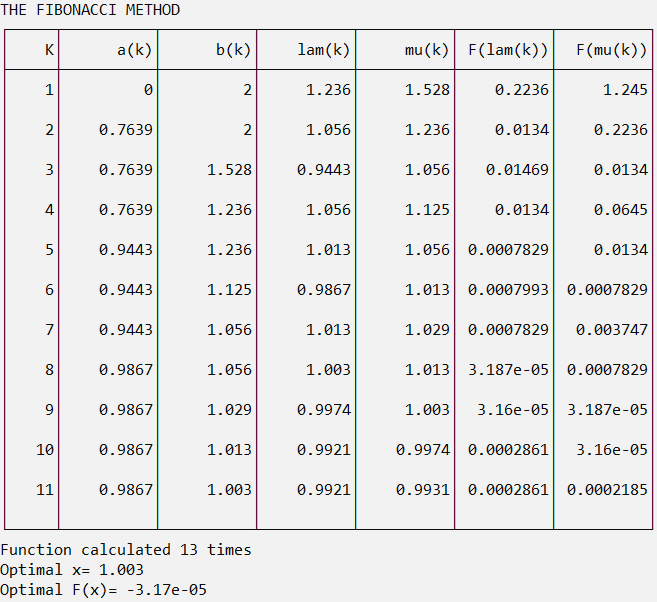 THE FIBONACCI METHOD
K a(k) b(k) lam(k) mu(k) F(lam(k)) F(mu(k))
1 0 2 1.236 1.528 0.2236 1.245
2 0.7639 2 1.056 1.236 0.0134 0.2236
3 0.7639 1.528 0.9443 1.056 0.01469 0.0134
4 0.7639 1.236 1.056 1.125 0.0134 0.0645
5 0.9443 1.236 1.013 1.056 0.0007829 0.0134
6 0.9443 1.125 0.9867 1.013 0.0007993 0.0007829
7 0.9443 1.056 1.013 1.029 0.0007829 0.003747
8 0.9867 1.056 1.003 1.013 3.187e-05 0.0007829
9 0.9867 1.029 0.9974 1.003 3.16e-05 3.187e-05
10 0.9867 1.013 0.9921 0.9974 0.0002861 3.16e-05
11 0.9867 1.003 0.9921 0.9931 0.0002861 0.0002185
Function calculated 13 times
Optimal x= 1.003
Optimal F(x)= -3.17e-05